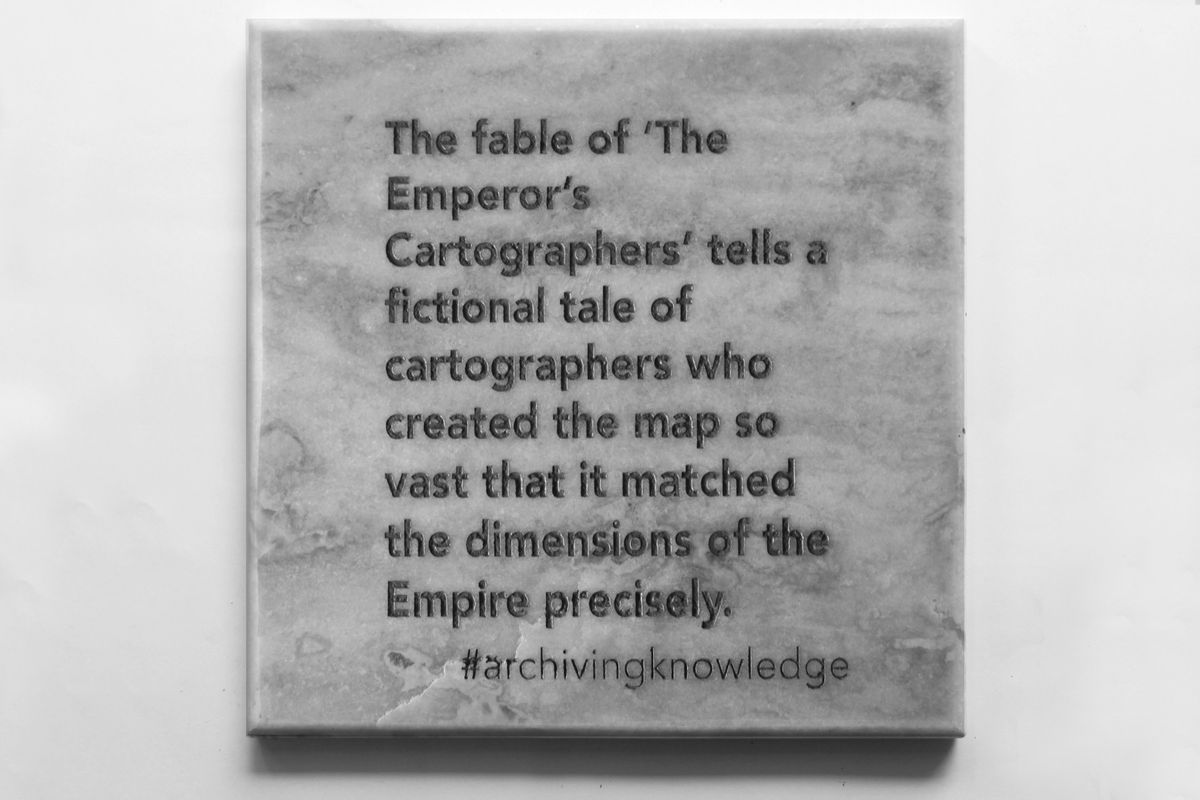 The fable of ‘The
Emperor‘s
Cartographers’ tells a
fictional tale of
cartographers who
created the map so
vast that it matched
the dimensions of the
Empire precisely.
#archivingknowledge